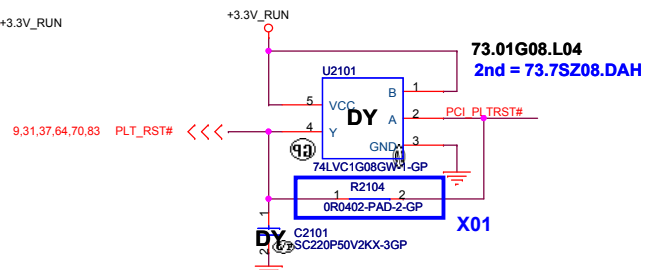 +3.3V_RUN
+3.3V_RUN
73.01G08.L04
2nd = 73.7SZ08.DAH
U2101
B 1
5 VCC
DY
A 2
PCI_PLTRST#
9,31,37,64,70,83 PLT_RST#
4 Y
GND 3
GP
74LVC1G08GW-1-GP
R2104
1 2
0R0402-PAD-2-GP
X01
1
C2101
DY
2
SC220P50V2KX-3GP